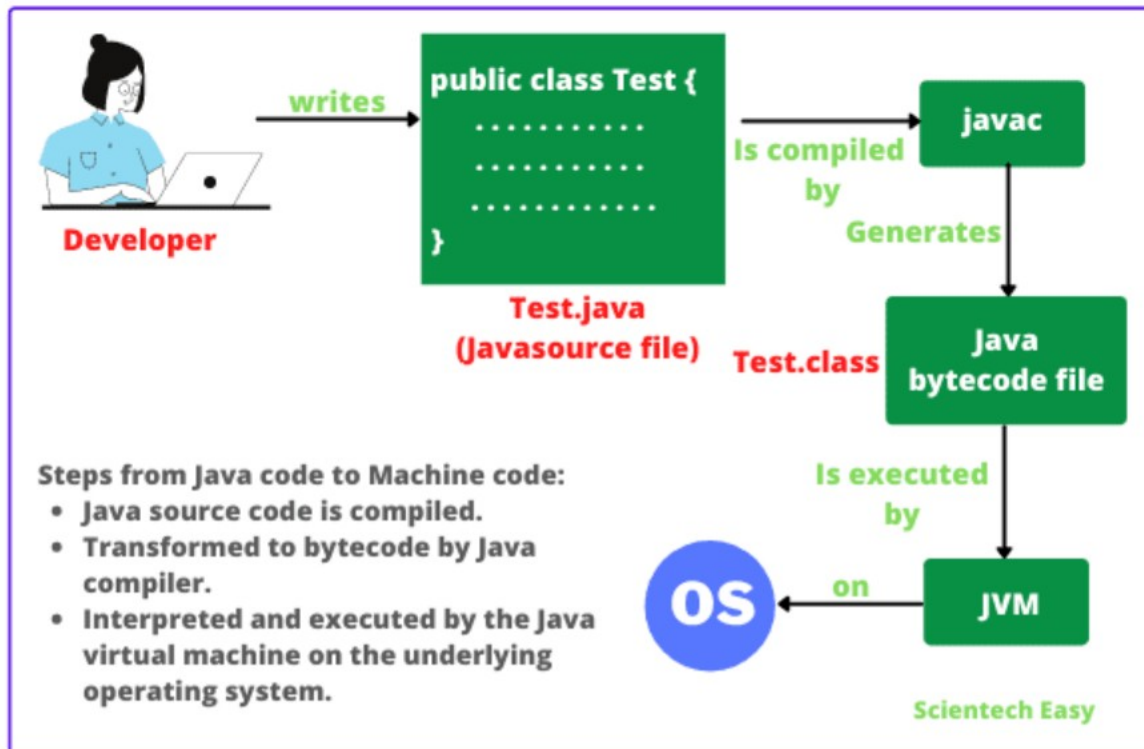 writes
public class Test {
...........
...........
............
}
Developer
Test.java
(Javasource file)
Is compiled
by
javac
Generates
Test.class
Java
bytecode file
Is executed
by
JVM
on
OS
Steps from Java code to Machine code:
• Java source code is compiled.
• Transformed to bytecode by Java
compiler.
• Interpreted and executed by the Java
virtual machine on the underlying
operating system.
Scientech Easy